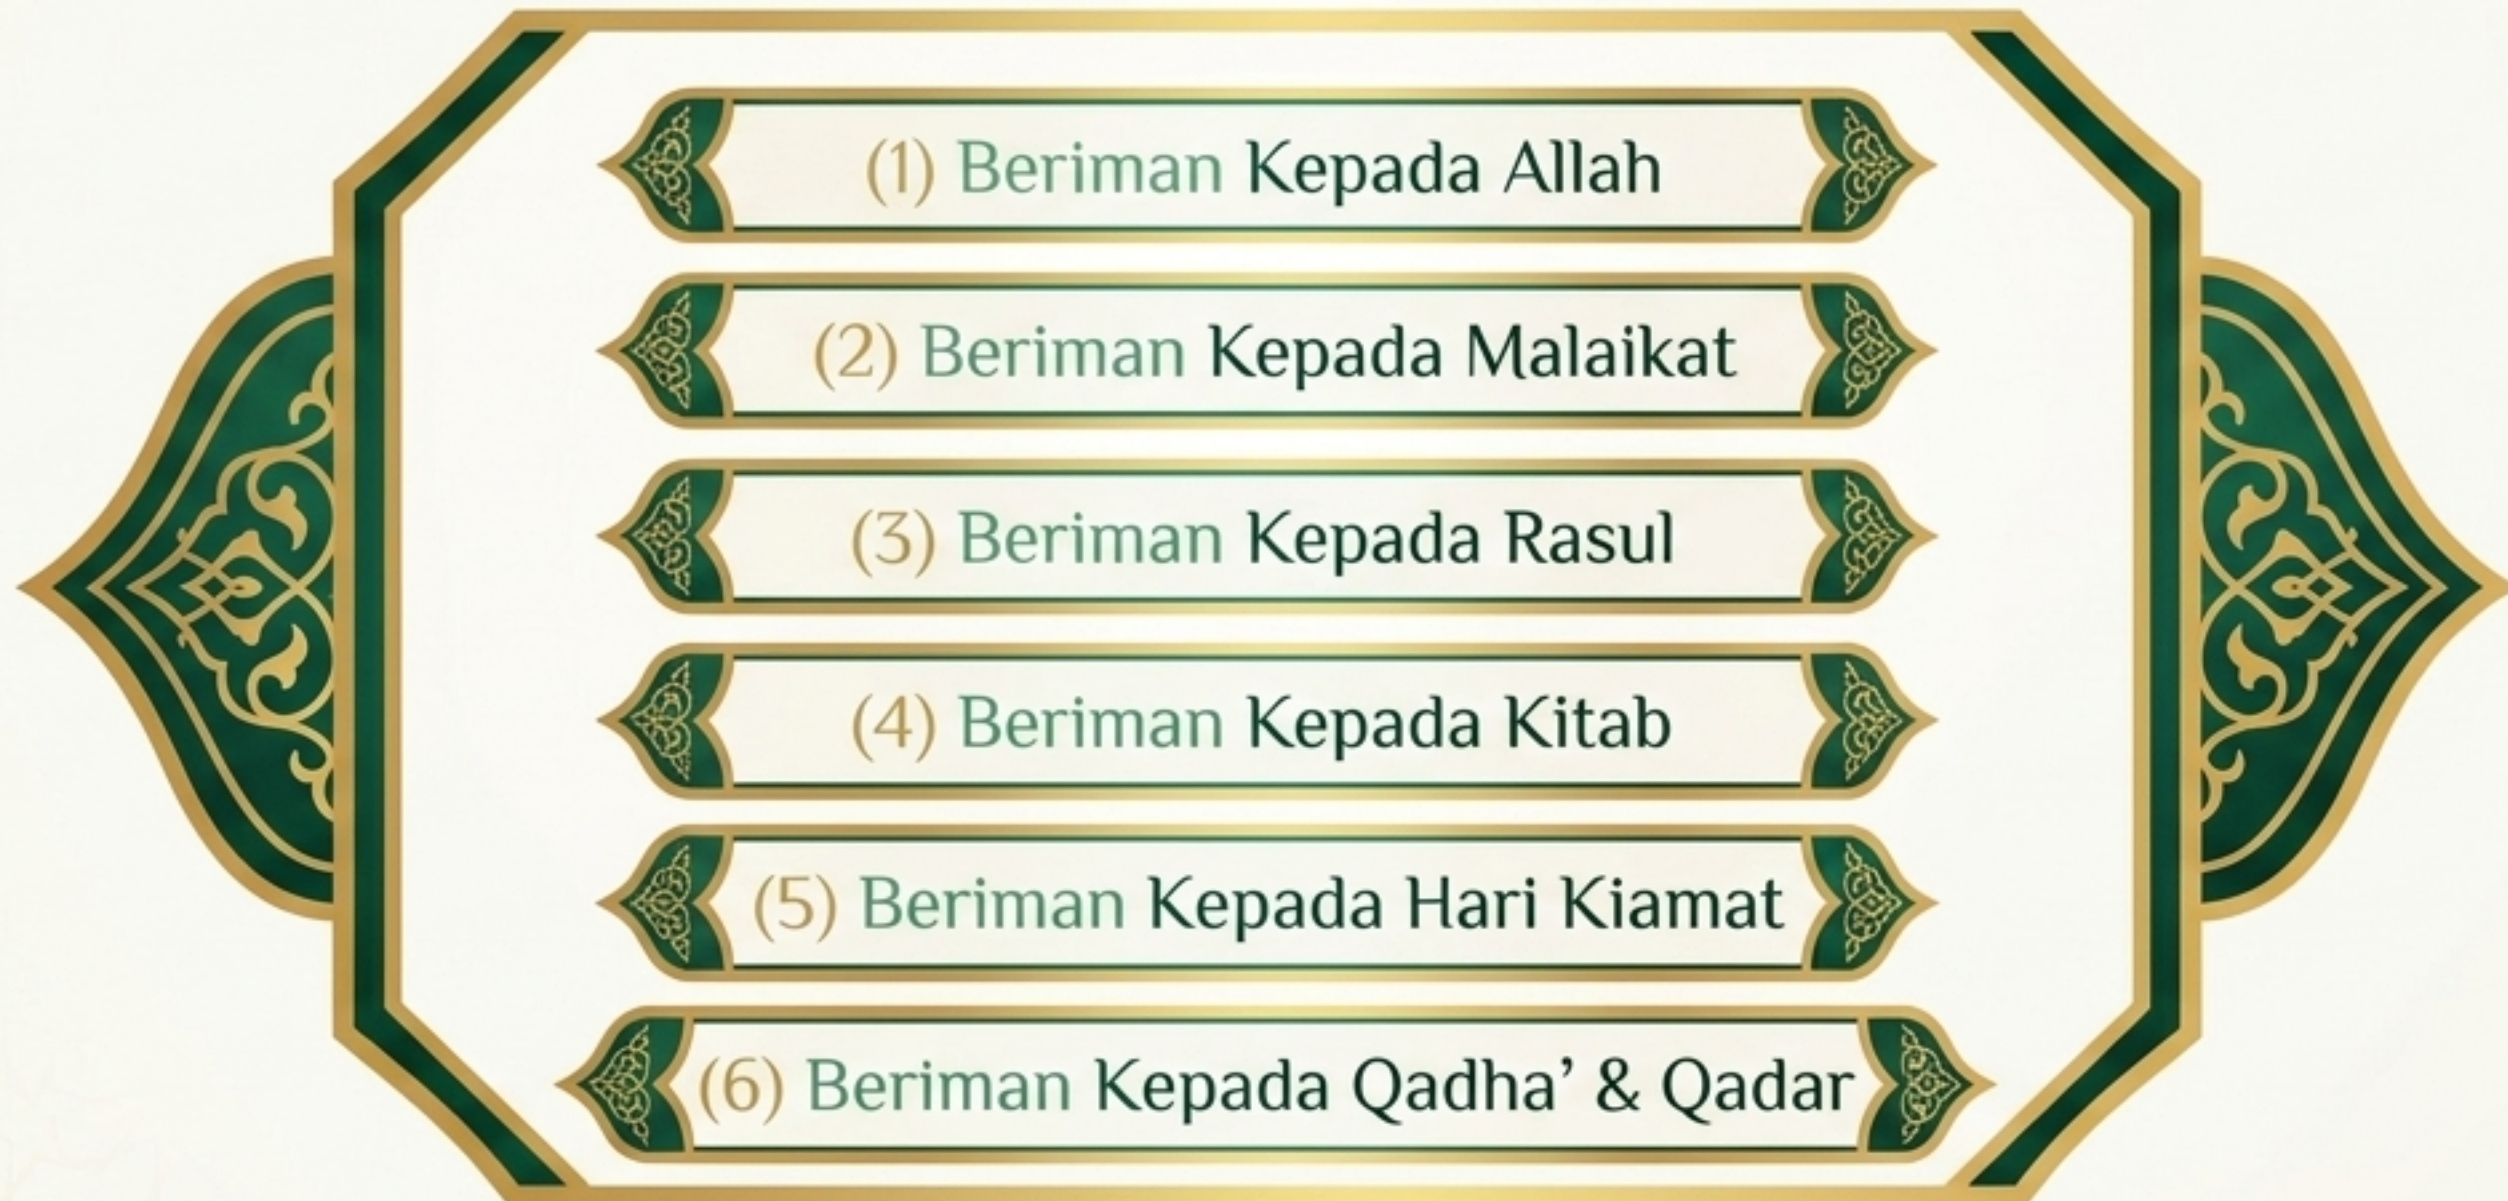 (1) Beriman Kepada Allah
(2) Beriman Kepada Malaikat
(3) Beriman Kepada Rasul
(4) Beriman Kepada Kitab
(5) Beriman Kepada Hari Kiamat
(6) Beriman Kepada Qadha’ & Qadar